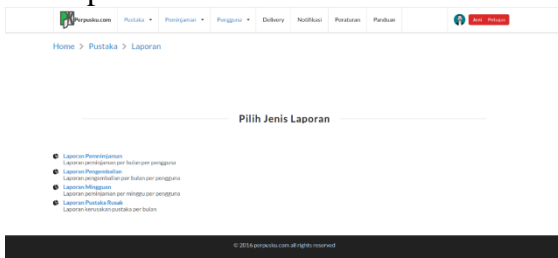 Perpusku.com Pustaka Peminjaman Pengguna Delivery Notifikasi Peraturan Panduan Jeni Petugas
Home > Pustaka > Laporan
Pilih Jenis Laporan
Laporan Peminjaman
Laporan peminjaman per bulan per pengguna
Laporan Pengembalian
Laporan pengembalian per bulan per pengguna
Laporan Mingguan
Laporan peminjaman per minggu per pengguna
Laporan Pustaka Rusak
Laporan kerusakan pustaka per bulan
© 2016 perpusku.com all rights reserved